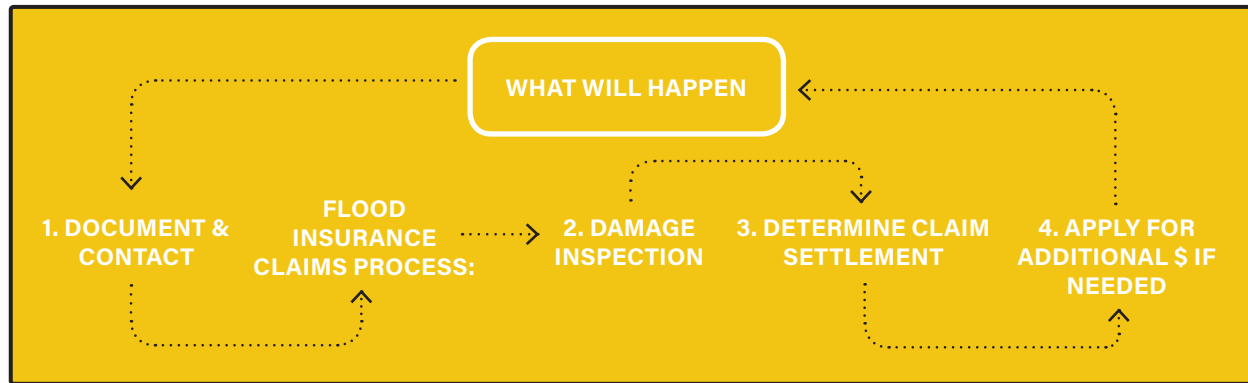 WHAT WILL HAPPEN
1. DOCUMENT &
CONTACT
FLOOD
INSURANCE
CLAIMS PROCESS:
2. DAMAGE
INSPECTION
3. DETERMINE CLAIM
SETTLEMENT
4. APPLY FOR
ADDITIONAL $ IF
NEEDED